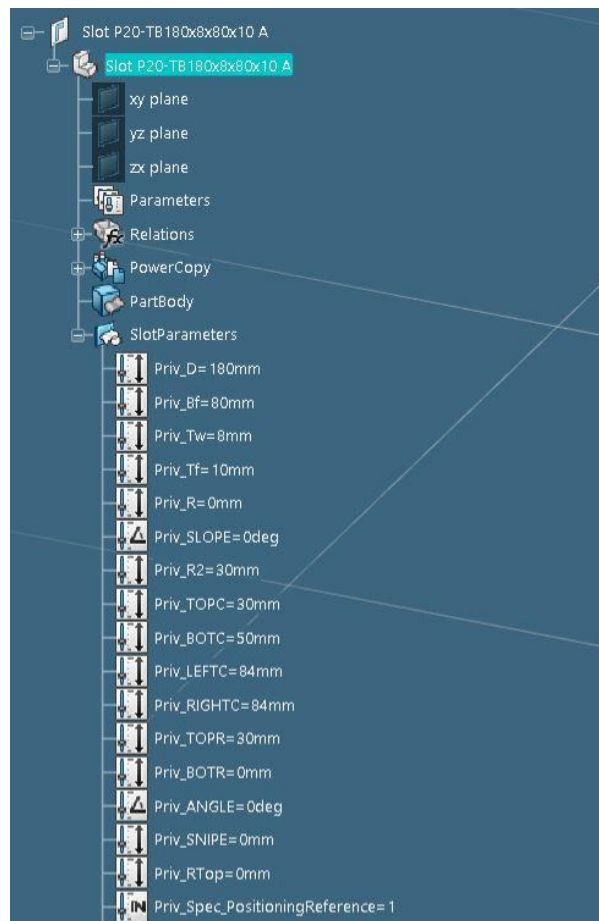 Slot P20-TB180x8x80x10 A
Slot P20-TB180x8x80x10 A
xy plane
yz plane
zx plane
Parameters
Relations
PowerCopy
PartBody
SlotParameters
Priv_D=180mm
Priv_Bf=80mm
Priv_Tw=8mm
Priv_Tf=10mm
Priv_R=0mm
Priv_SLOPE=0deg
Priv_R2=30mm
Priv_TOPC=30mm
Priv_BOTC=50mm
Priv_LEFTC=84mm
Priv_RIGHTC=84mm
Priv_TOPR=30mm
Priv_BOTR=0mm
Priv_ANGLE=0deg
Priv_SNIPE=0mm
Priv_RTop=0mm
Priv_Spec_PositioningReference=1